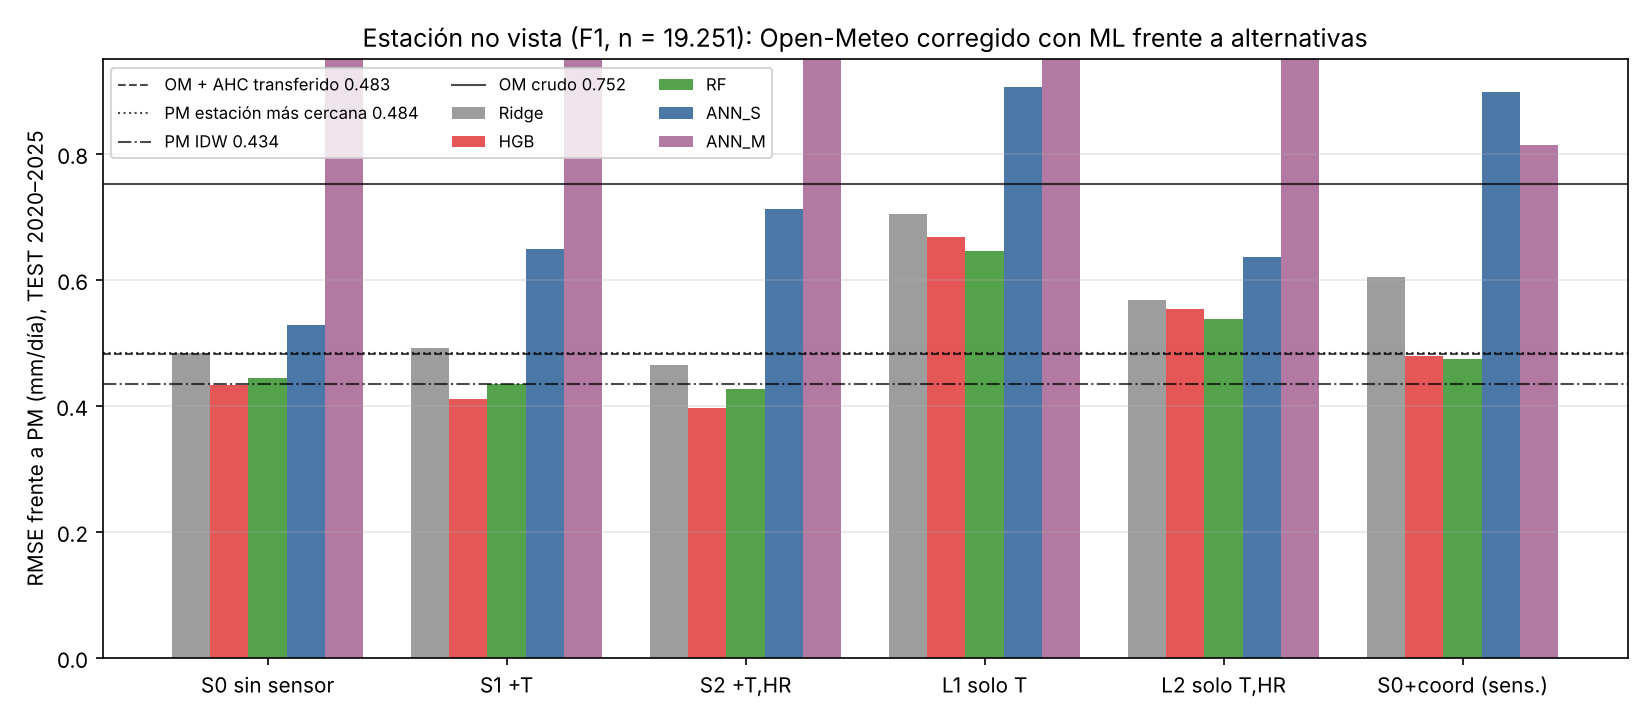 Estación no vista (F1, n = 19.251): Open-Meteo corregido con ML frente a alternativas
OM + AHC transferido 0.483
PM estación más cercana 0.484
PM IDW 0.434
OM crudo 0.752
Ridge
HGB
RF
ANN_S
ANN_M
RMSE frente a PM (mm/día), TEST 2020–2025
0.8
0.6
0.4
0.2
0.0
S0 sin sensor
S1 +T
S2 +T,HR
L1 solo T
L2 solo T,HR
S0+coord (sens.)